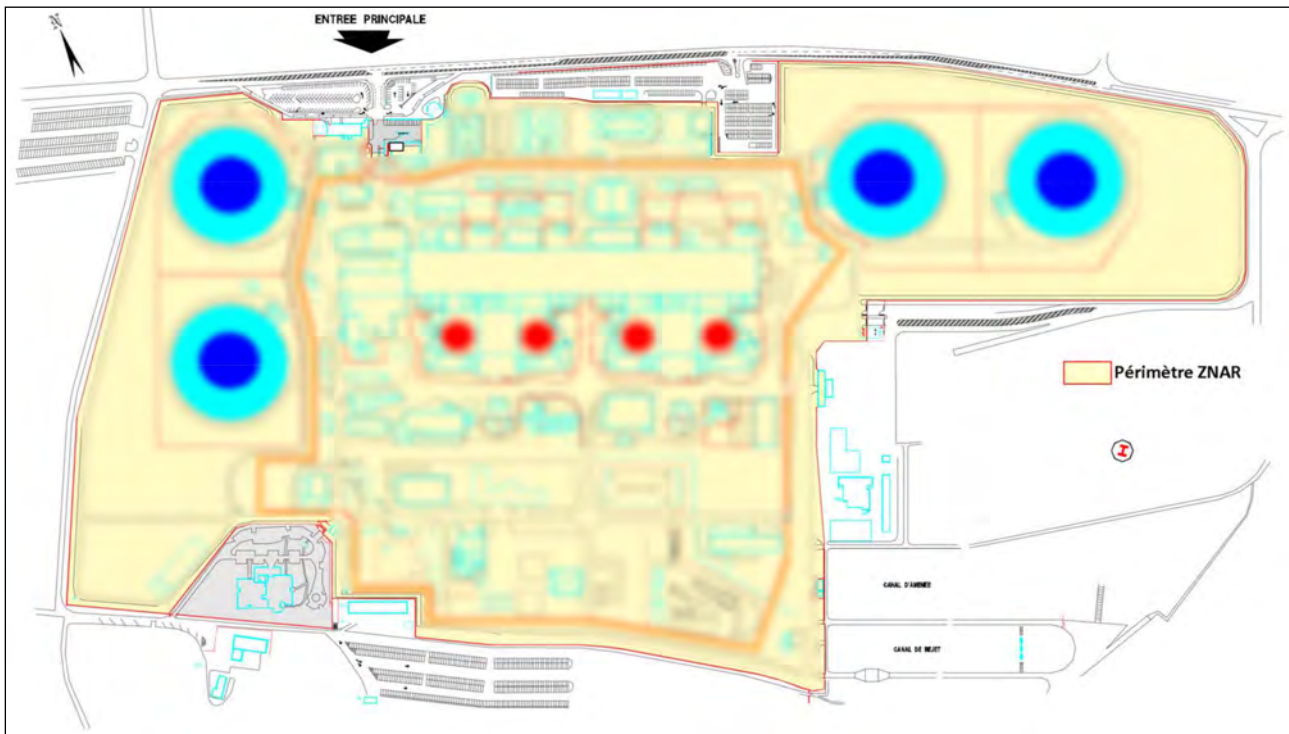 N
ENTREE PRINCIPALE
Périmètre ZNAR
CANAL D'AMENEE
CANAL DE REJET